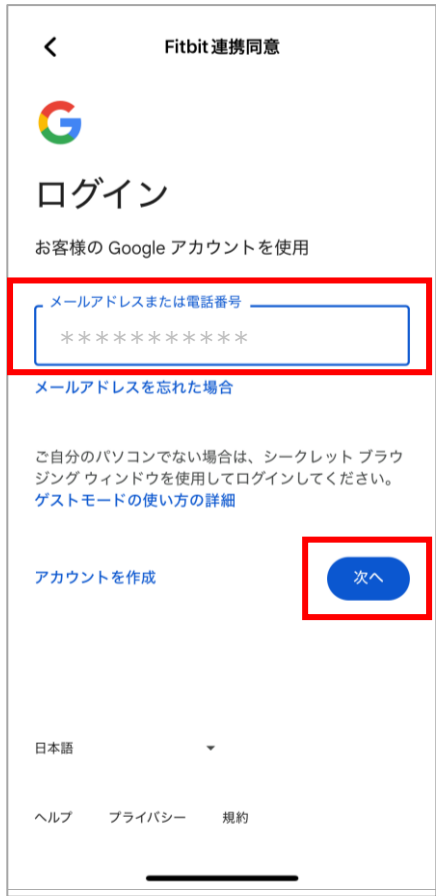 Fitbit連携同意
ログイン
お客様の Google アカウントを使用
メールアドレスまたは電話番号
＊＊＊＊＊＊＊＊＊＊＊
メールアドレスを忘れた場合
ご自分のパソコンでない場合は、シークレット ブラウ
ジング ウィンドウを使用してログインしてください。
ゲストモードの使い方の詳細
アカウントを作成
次へ
日本語
ヘルプ プライバシー 規約